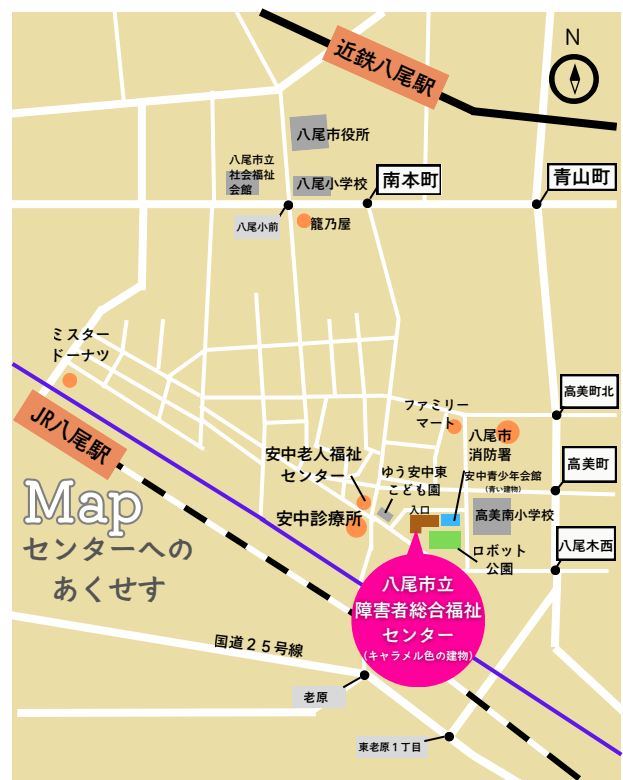 N
近鉄八尾駅
八尾市役所
八尾市立
社会福祉
会館
八尾小学校
南本町
青山町
八尾小前
籠乃屋
ミスター
ドーナツ
高美町北
ファミリー
マート
八尾市
消防署
JR八尾駅
安中老人福祉
センター
ゆう安中東
こども園
安中青少年会館
(青い建物)
高美町
入口
安中診療所
高美南小学校
Map
センターへの
あくせす
ロボット
公園
八尾木西
八尾市立
障害者総合福祉
センター
(キャラメル色の建物)
国道25号線
老原
東老原1丁目